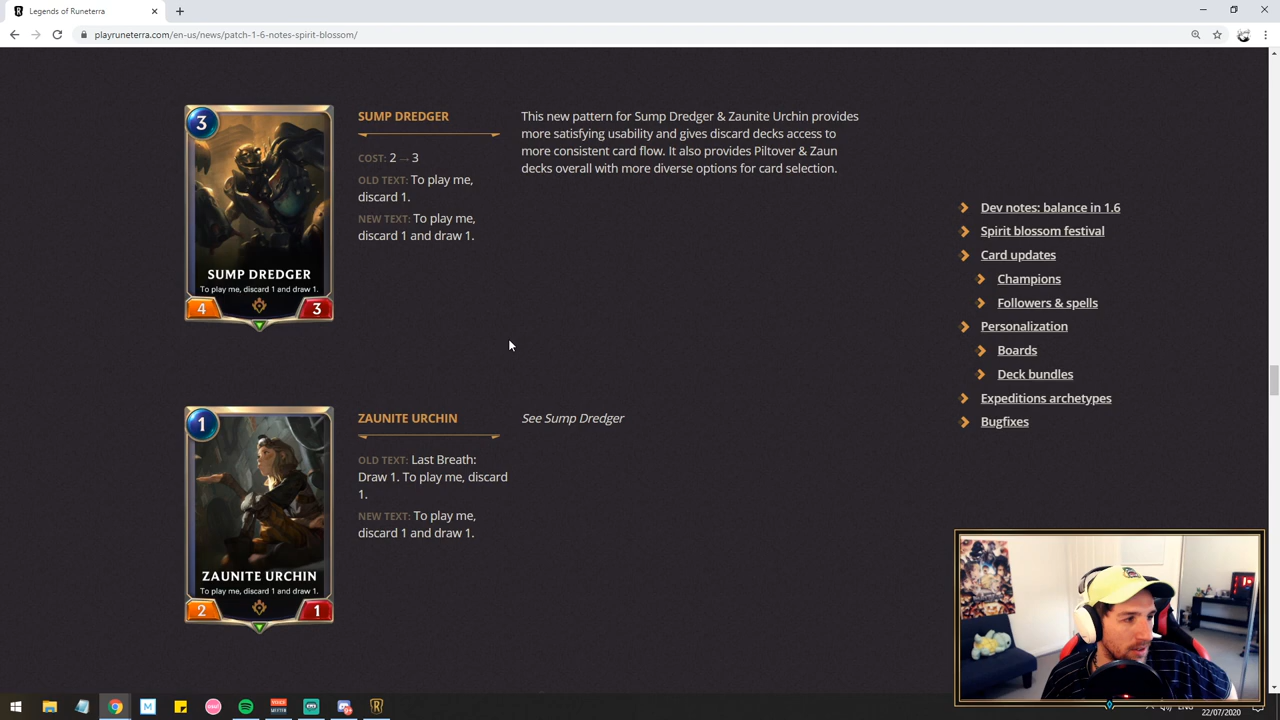 Legends of Runeterra
playruneterra.com/en-us/news/patch-1-6-notes-spirit-blossom/
3
SUMP DREDGER
To play me, discard 1 and draw 1.
4
3
SUMP DREDGER
COST: 2 → 3
OLD TEXT: To play me,
discard 1.
NEW TEXT: To play me,
discard 1 and draw 1.
This new pattern for Sump Dredger & Zaunite Urchin provides
more satisfying usability and gives discard decks access to
more consistent card flow. It also provides Piltover & Zaun
decks overall with more diverse options for card selection.
1
ZAUNITE URCHIN
To play me, discard 1 and draw 1.
2
1
ZAUNITE URCHIN
OLD TEXT: Last Breath:
Draw 1. To play me, discard
1.
NEW TEXT: To play me,
discard 1 and draw 1.
See Sump Dredger
Dev notes: balance in 1.6
Spirit blossom festival
Card updates
Champions
Followers & spells
Personalization
Boards
Deck bundles
Expeditions archetypes
Bugfixes
22/07/2020